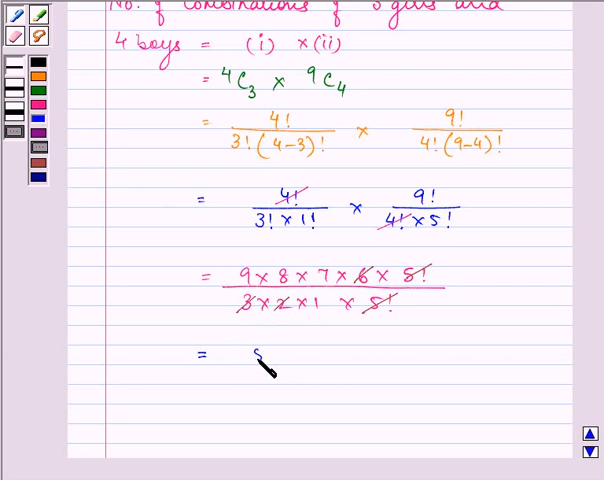 No. of combinations of 3 girls and
4 boys = (i) x (ii)
= ⁴C₃ x ⁹C₄
= 4! / 3!(4-3)! x 9! / 4!(9-4)!
= 4! / 3! x 1! x 9! / 4! x 5!
= 9 x 8 x 7 x 6 x 5! / 3 x 2 x 1 x 5!
= 5